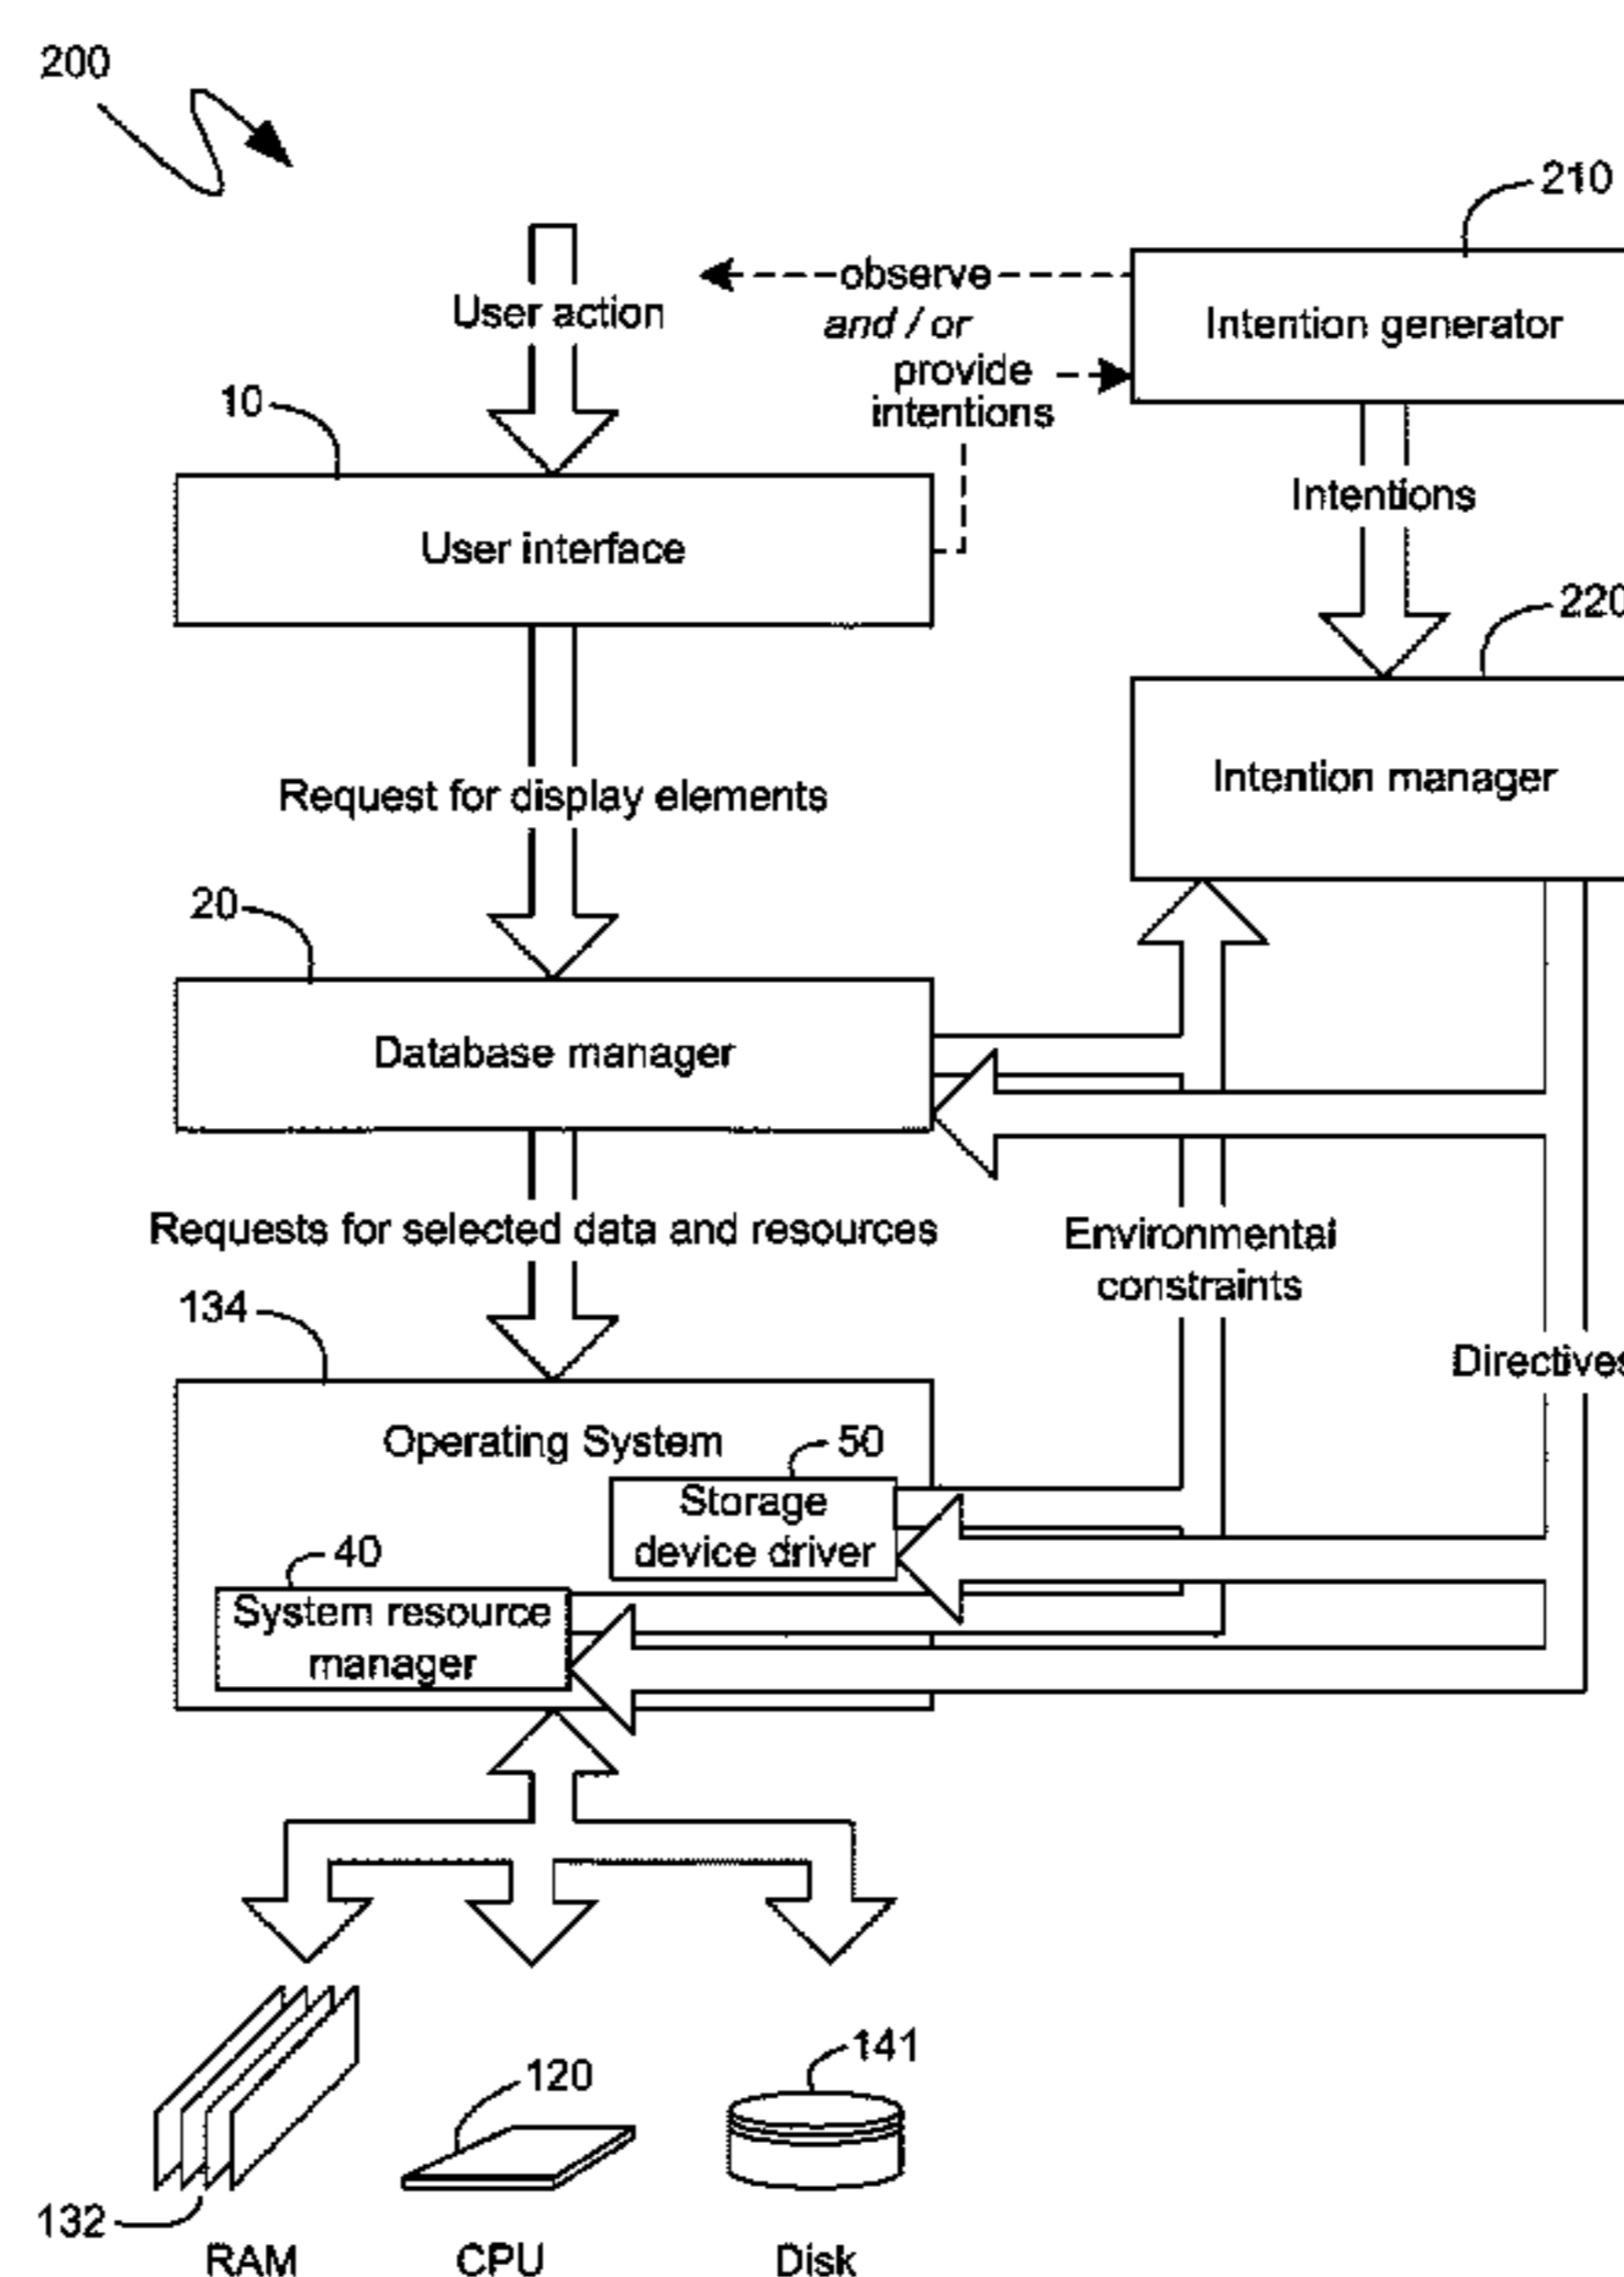 200
210
observe
User action
and / or
Intention generator
provide
intentions
10
Intentions
User interface
220
Intention manager
Request for display elements
20
Database manager
Requests for selected data and resources
Environmental
constraints
134
Directives
Operating System
50
Storage
device driver
40
System resource
manager
141
120
132
RAM
CPU
Disk